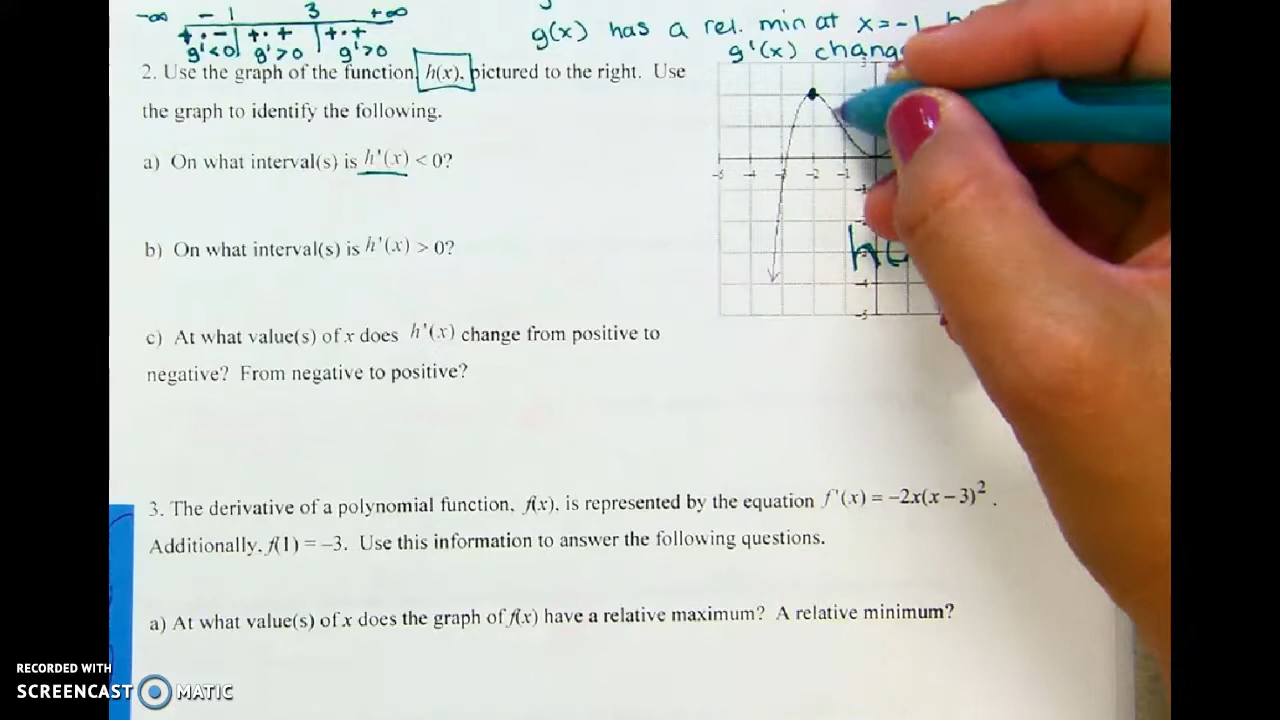 -∞ -1 3 +∞
+·- +·+ +·+
g'<0 g'>0 g'>0
g(x) has a rel. min at x=-1
g'(x)
2. Use the graph of the function h(x), pictured to the right. Use
the graph to identify the following.
a) On what interval(s) is h'(x) < 0?
b) On what interval(s) is h'(x) > 0?
c) At what value(s) of x does h'(x) change from positive to
negative? From negative to positive?
-5 -4 -3 -2 -1
-1
-4
-5
3. The derivative of a polynomial function, f(x), is represented by the equation f'(x) = -2x(x-3)².
Additionally, f(1) = -3. Use this information to answer the following questions.
a) At what value(s) of x does the graph of f(x) have a relative maximum? A relative minimum?
RECORDED WITH
SCREENCAST MATIC